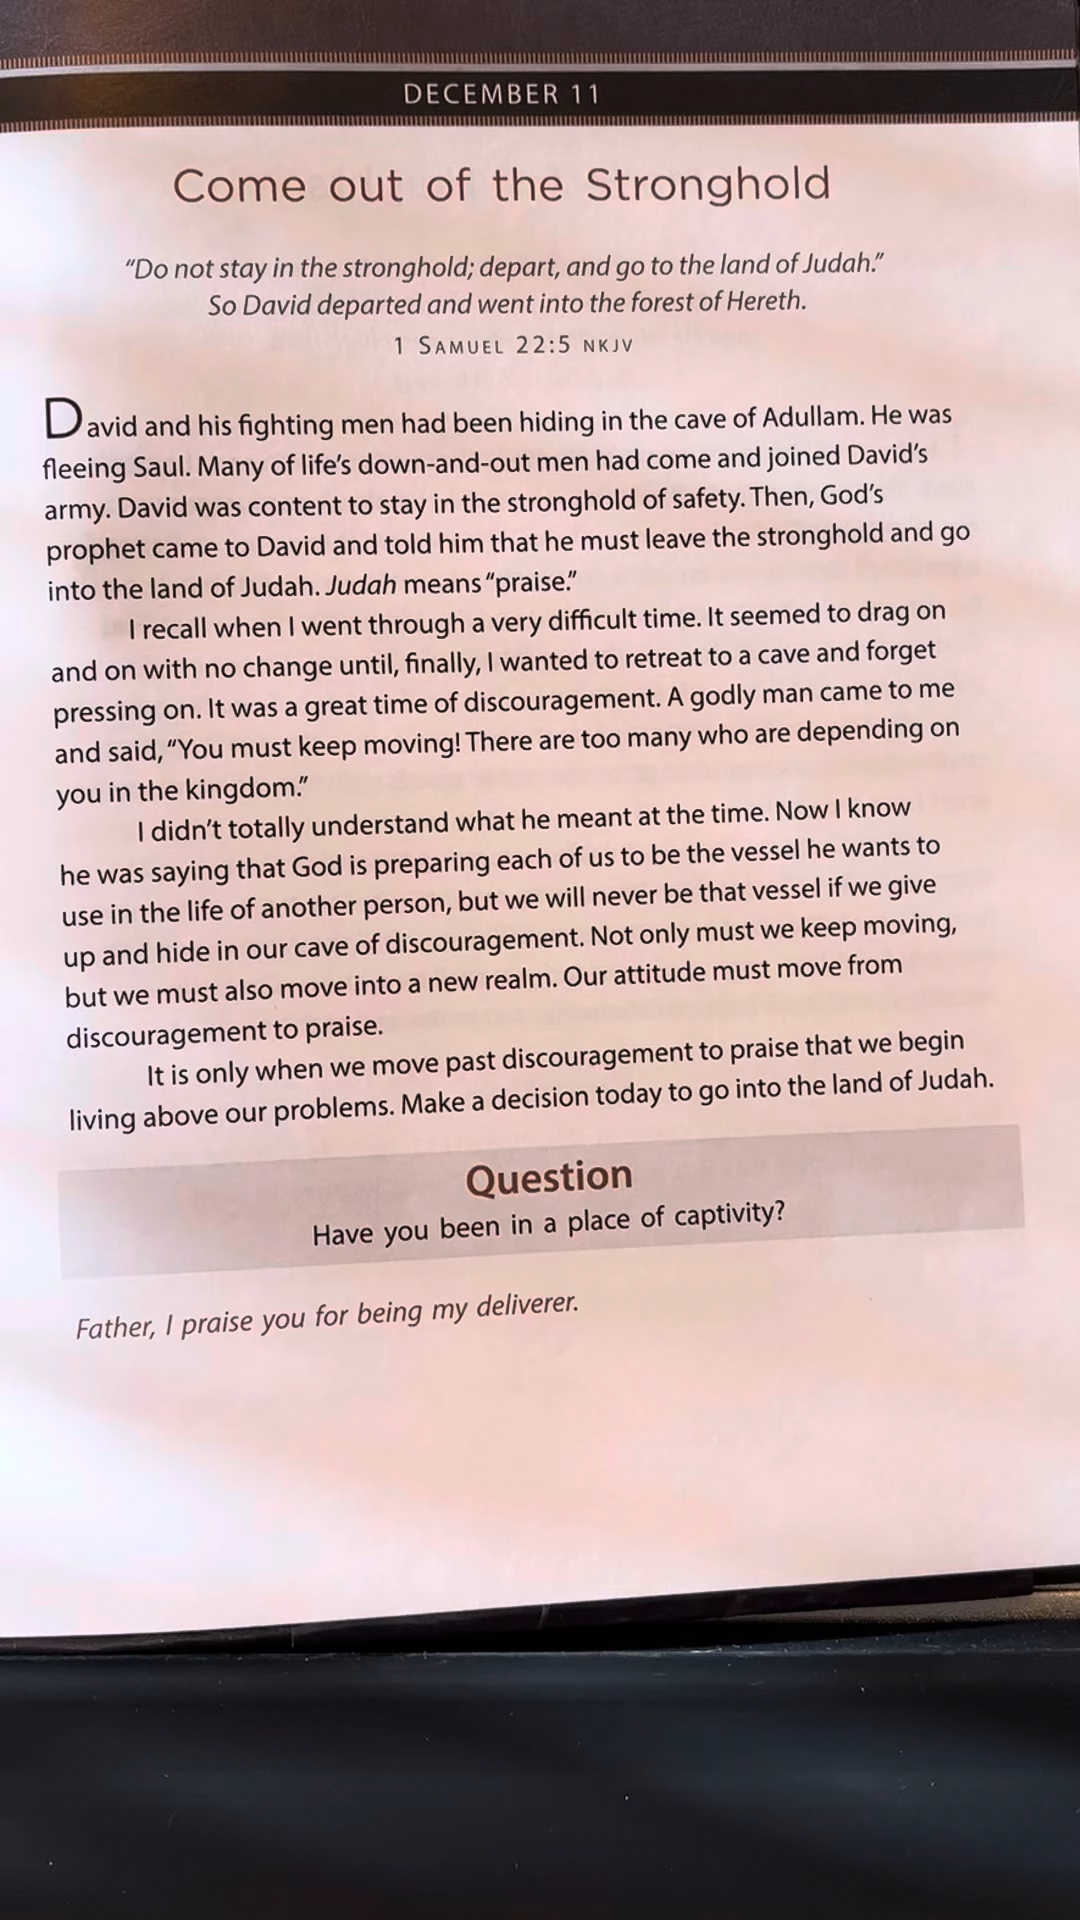 DECEMBER 11
Come out of the Stronghold
“Do not stay in the stronghold; depart, and go to the land of Judah.”
So David departed and went into the forest of Hereth.
1 SAMUEL 22:5 NKJV
David and his fighting men had been hiding in the cave of Adullam. He was
fleeing Saul. Many of life’s down-and-out men had come and joined David’s
army. David was content to stay in the stronghold of safety. Then, God’s
prophet came to David and told him that he must leave the stronghold and go
into the land of Judah. Judah means “praise.”
I recall when I went through a very difficult time. It seemed to drag on
and on with no change until, finally, I wanted to retreat to a cave and forget
pressing on. It was a great time of discouragement. A godly man came to me
and said, “You must keep moving! There are too many who are depending on
you in the kingdom.”
I didn’t totally understand what he meant at the time. Now I know
he was saying that God is preparing each of us to be the vessel he wants to
use in the life of another person, but we will never be that vessel if we give
up and hide in our cave of discouragement. Not only must we keep moving,
but we must also move into a new realm. Our attitude must move from
discouragement to praise.
It is only when we move past discouragement to praise that we begin
living above our problems. Make a decision today to go into the land of Judah.
Question
Have you been in a place of captivity?
Father, I praise you for being my deliverer.